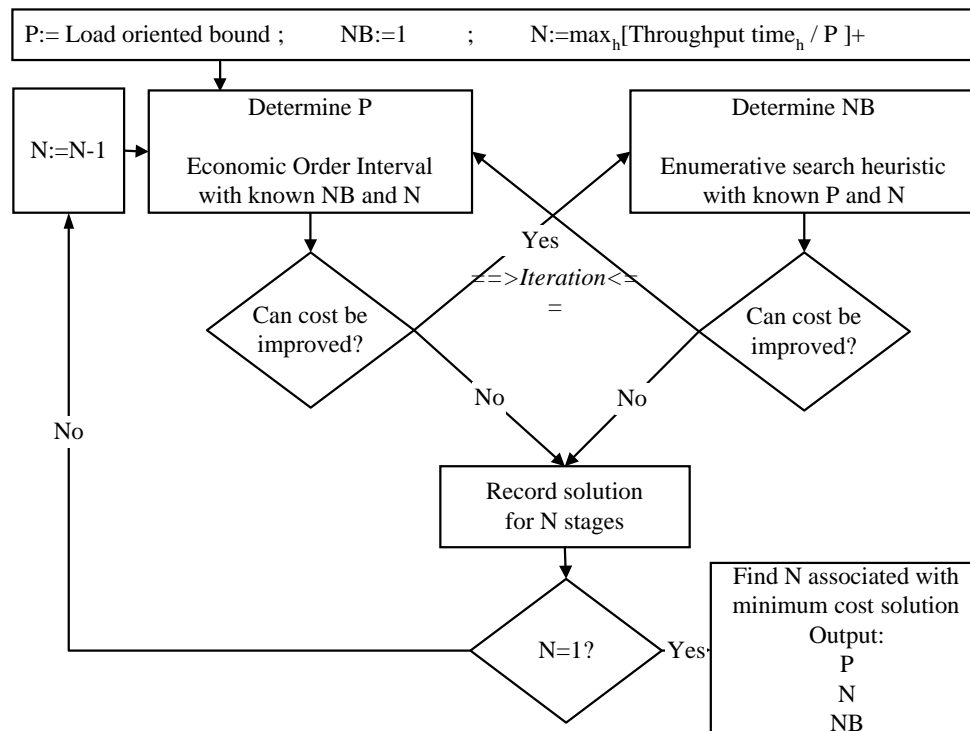 P:= Load oriented bound ; NB:=1 ; N:=maxₕ[Throughput timeₕ / P ]+
N:=N-1
Determine P
Economic Order Interval
with known NB and N
Determine NB
Enumerative search heuristic
with known P and N
Yes
==>Iteration<=
=
Can cost be
improved?
Can cost be
improved?
No
No
No
Record solution
for N stages
N=1?
Yes
Find N associated with
minimum cost solution
Output:
P
N
NB